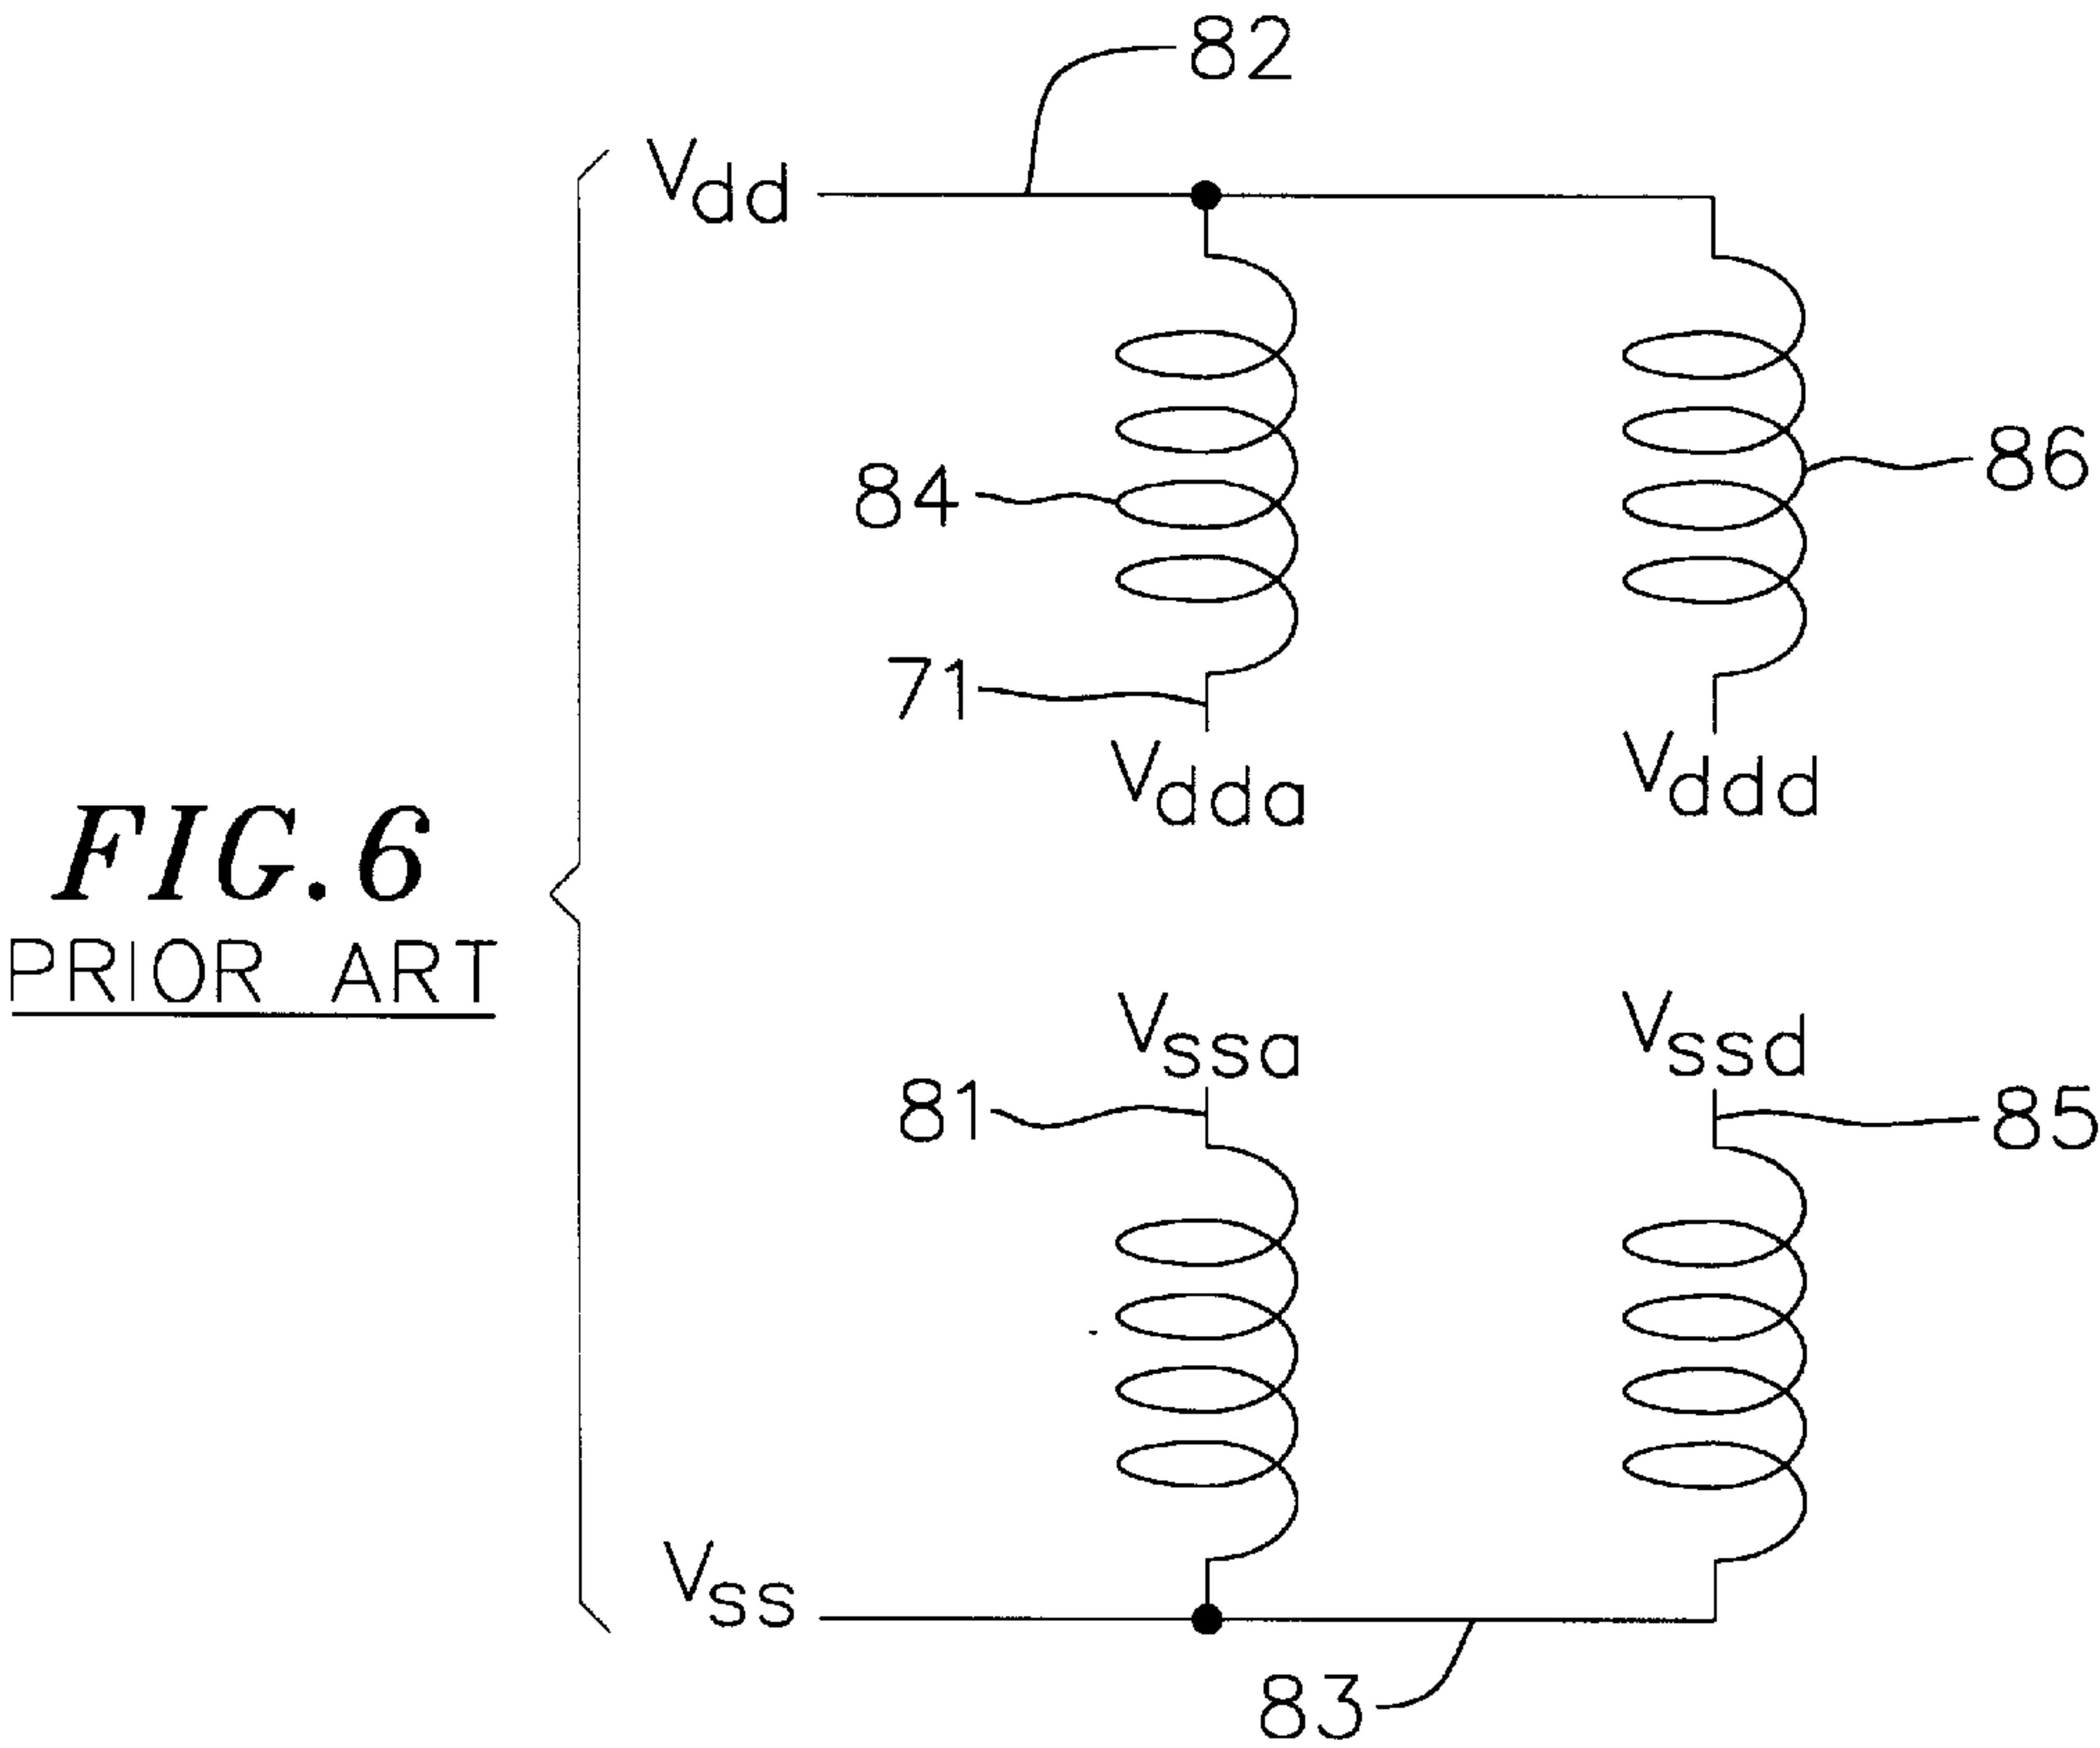 82
Vdd
84
86
71
Vdda
Vddd
FIG.6
PRIOR ART
Vssa
Vssd
81
85
Vss
83